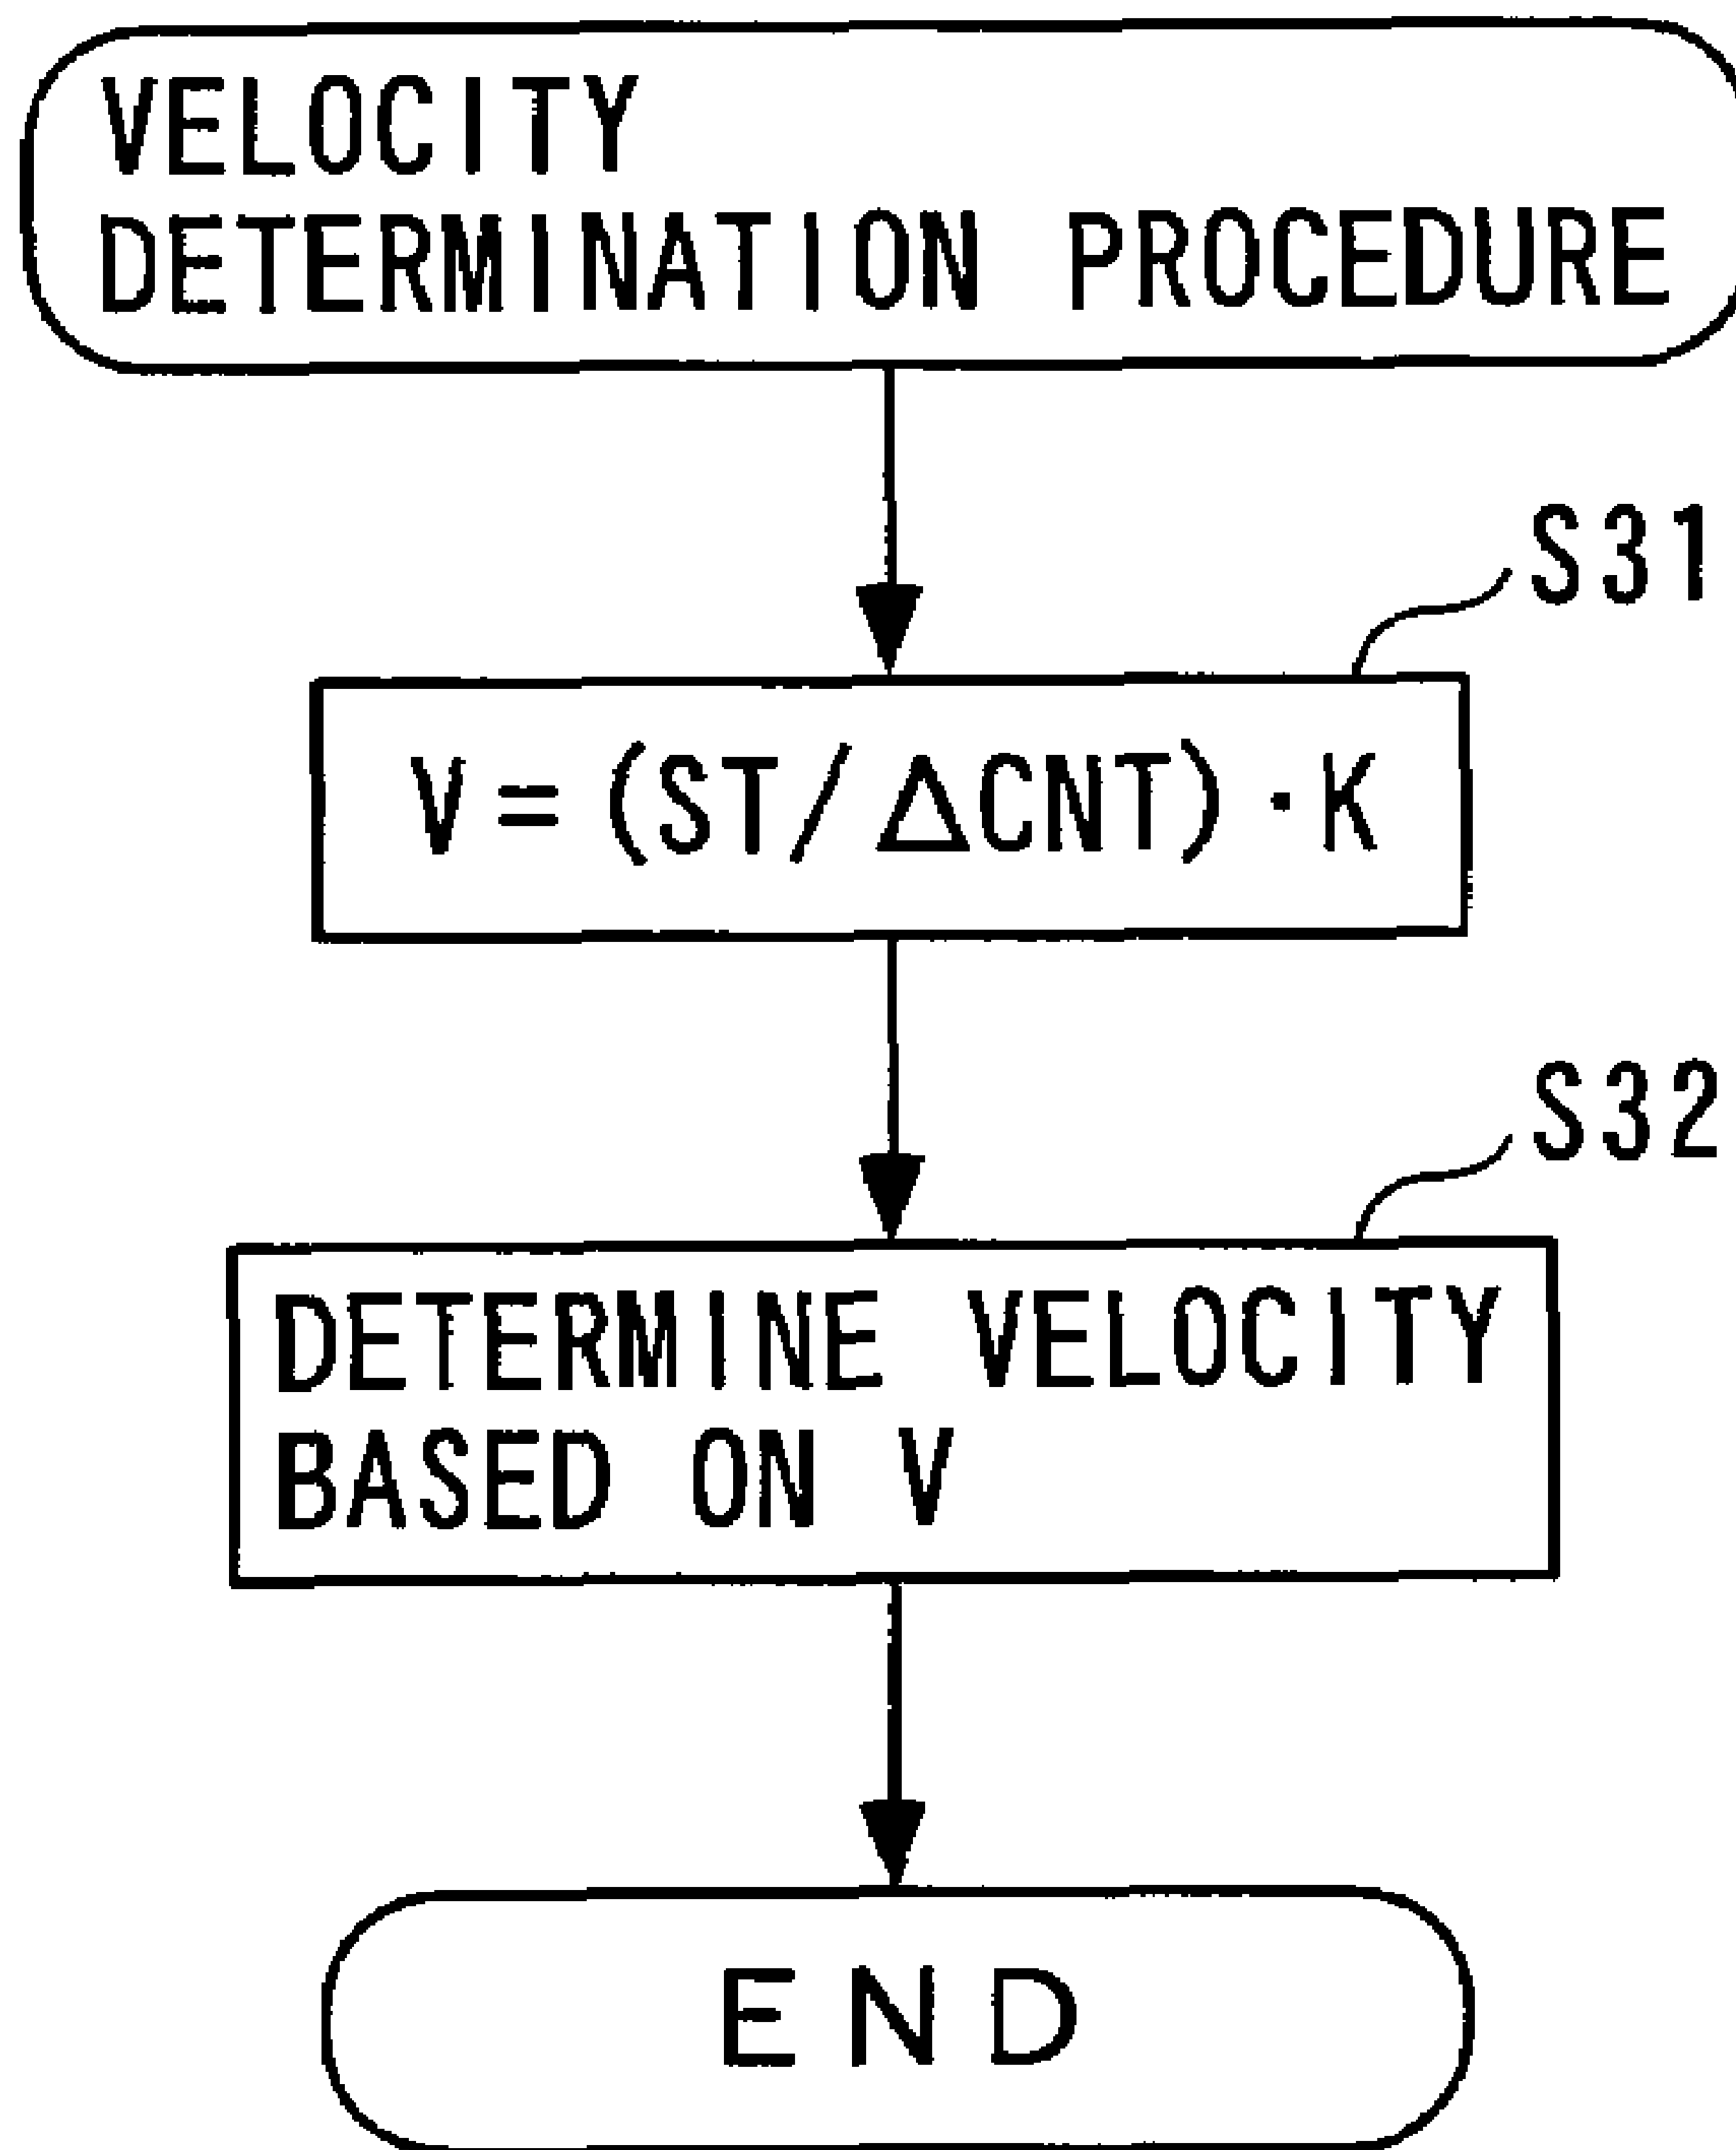 VELOCITY
DETERMINATION PROCEDURE
S31
V=(ST/ΔCNT)·K
S32
DETERMINE VELOCITY
BASED ON V
END